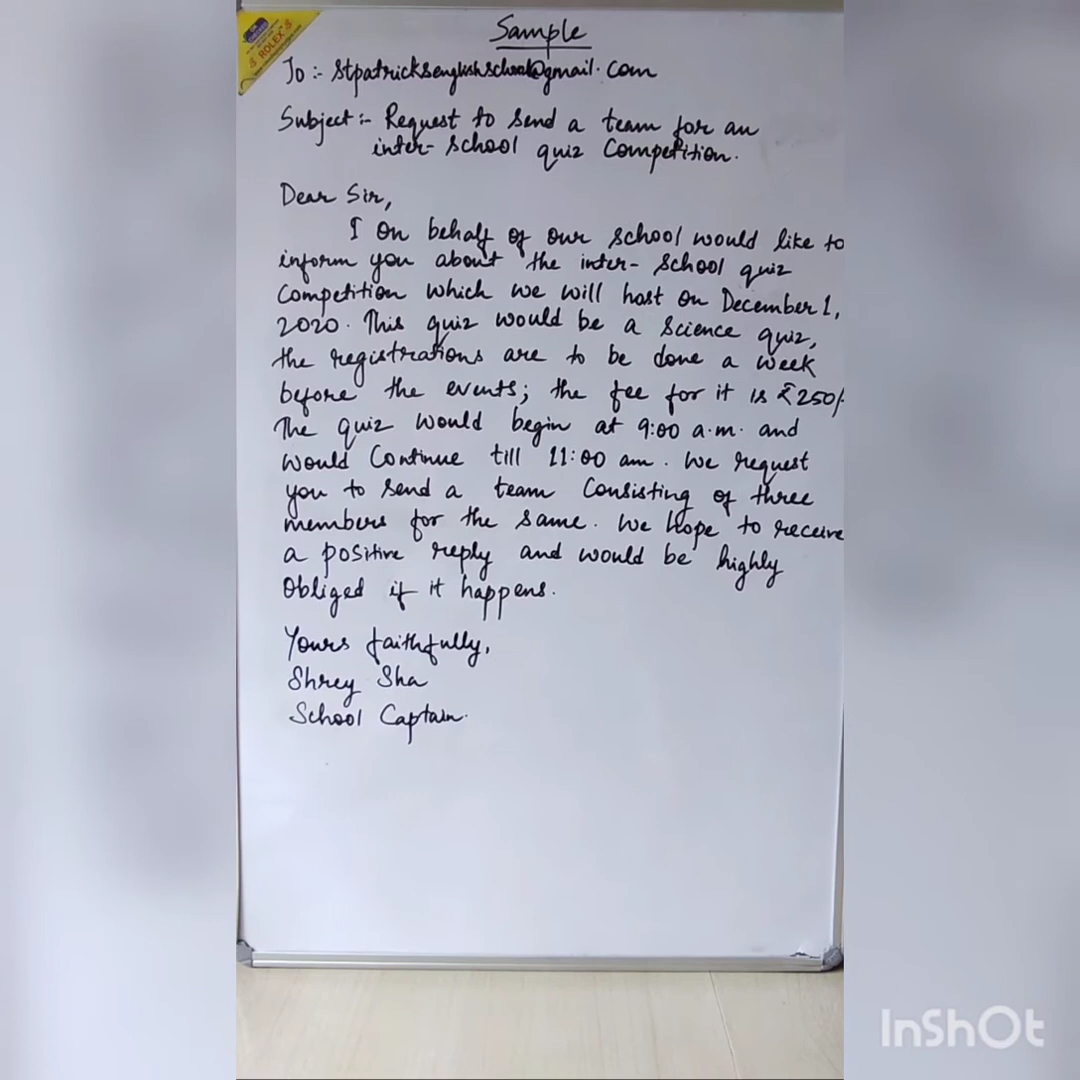 ROLEX
Sample
To :- stpatricksenglishschool@gmail.com
Subject:- Request to send a team for an
inter-school quiz competition.
Dear Sir,
I on behalf of our school would like to
inform you about the inter-school quiz
competition which we will host on December 1,
2020. This quiz would be a science quiz,
the registrations are to be done a week
before the events; the fee for it is ₹250/-
The quiz would begin at 9:00 a.m. and
would continue till 11:00 am. We request
you to send a team consisting of three
members for the same. We hope to receive
a positive reply and would be highly
obliged if it happens.
Yours faithfully,
Shrey Sha
School Captain.
InShOt